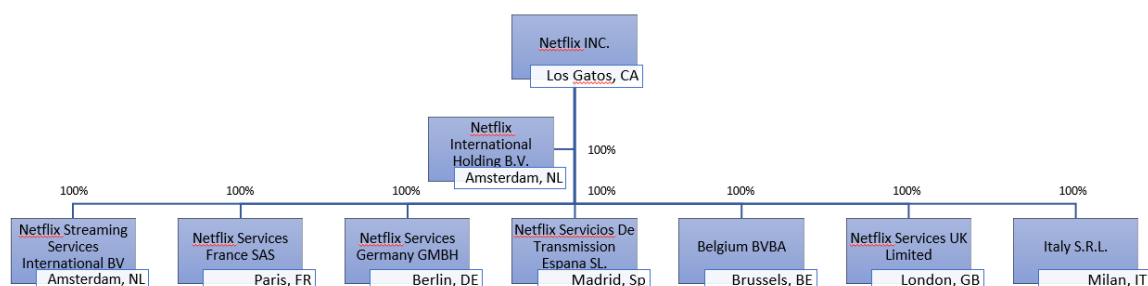 Netflix INC.
Los Gatos, CA
Netflix
International
Holding B.V.
Amsterdam, NL
100%
100%
100%
100%
100%
100%
100%
100%
Netflix Streaming
Services
International BV
Amsterdam, NL
Netflix Services
France SAS
Paris, FR
Netflix Services
Germany GMBH
Berlin, DE
Netflix Servicios De
Transmission
Espana SL.
Madrid, Sp
Belgium BVBA
Brussels, BE
Netflix Services UK
Limited
London, GB
Italy S.R.L.
Milan, IT